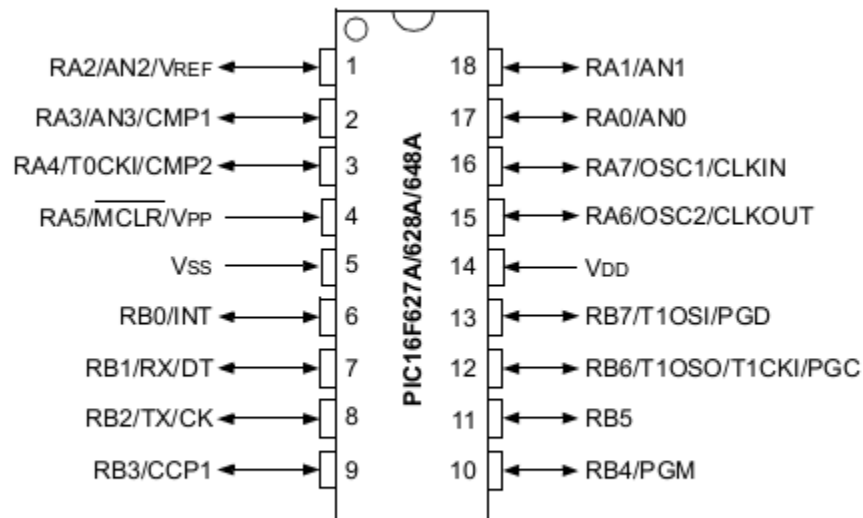 RA2/AN2/VREF 1 18 RA1/AN1
RA3/AN3/CMP1 2 17 RA0/AN0
RA4/T0CKI/CMP2 3 16 RA7/OSC1/CLKIN
RA5/MCLR/VPP 4 15 RA6/OSC2/CLKOUT
VSS 5 14 VDD
RB0/INT 6 13 RB7/T1OSI/PGD
RB1/RX/DT 7 12 RB6/T1OSO/T1CKI/PGC
RB2/TX/CK 8 11 RB5
RB3/CCP1 9 10 RB4/PGM
PIC16F627A/628A/648A